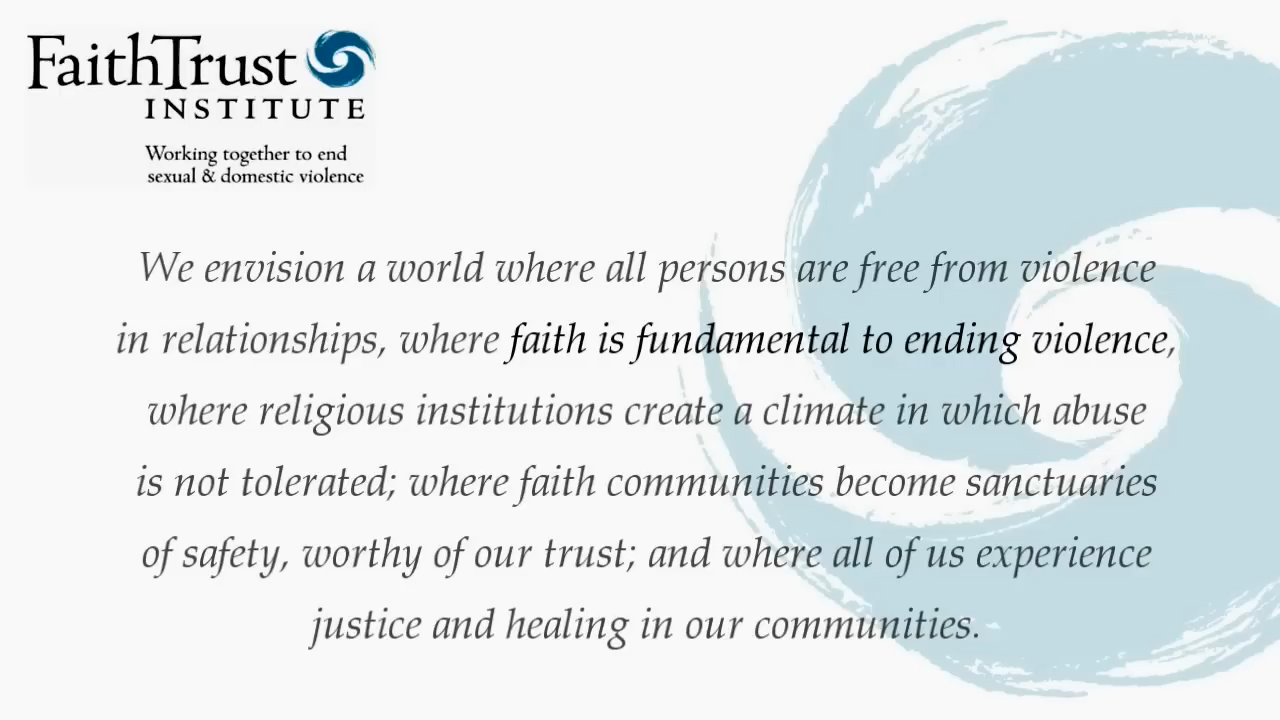 FaithTrust
INSTITUTE
Working together to end
sexual & domestic violence
We envision a world where all persons are free from violence
in relationships, where faith is fundamental to ending violence,
where religious institutions create a climate in which abuse
is not tolerated; where faith communities become sanctuaries
of safety, worthy of our trust; and where all of us experience
justice and healing in our communities.